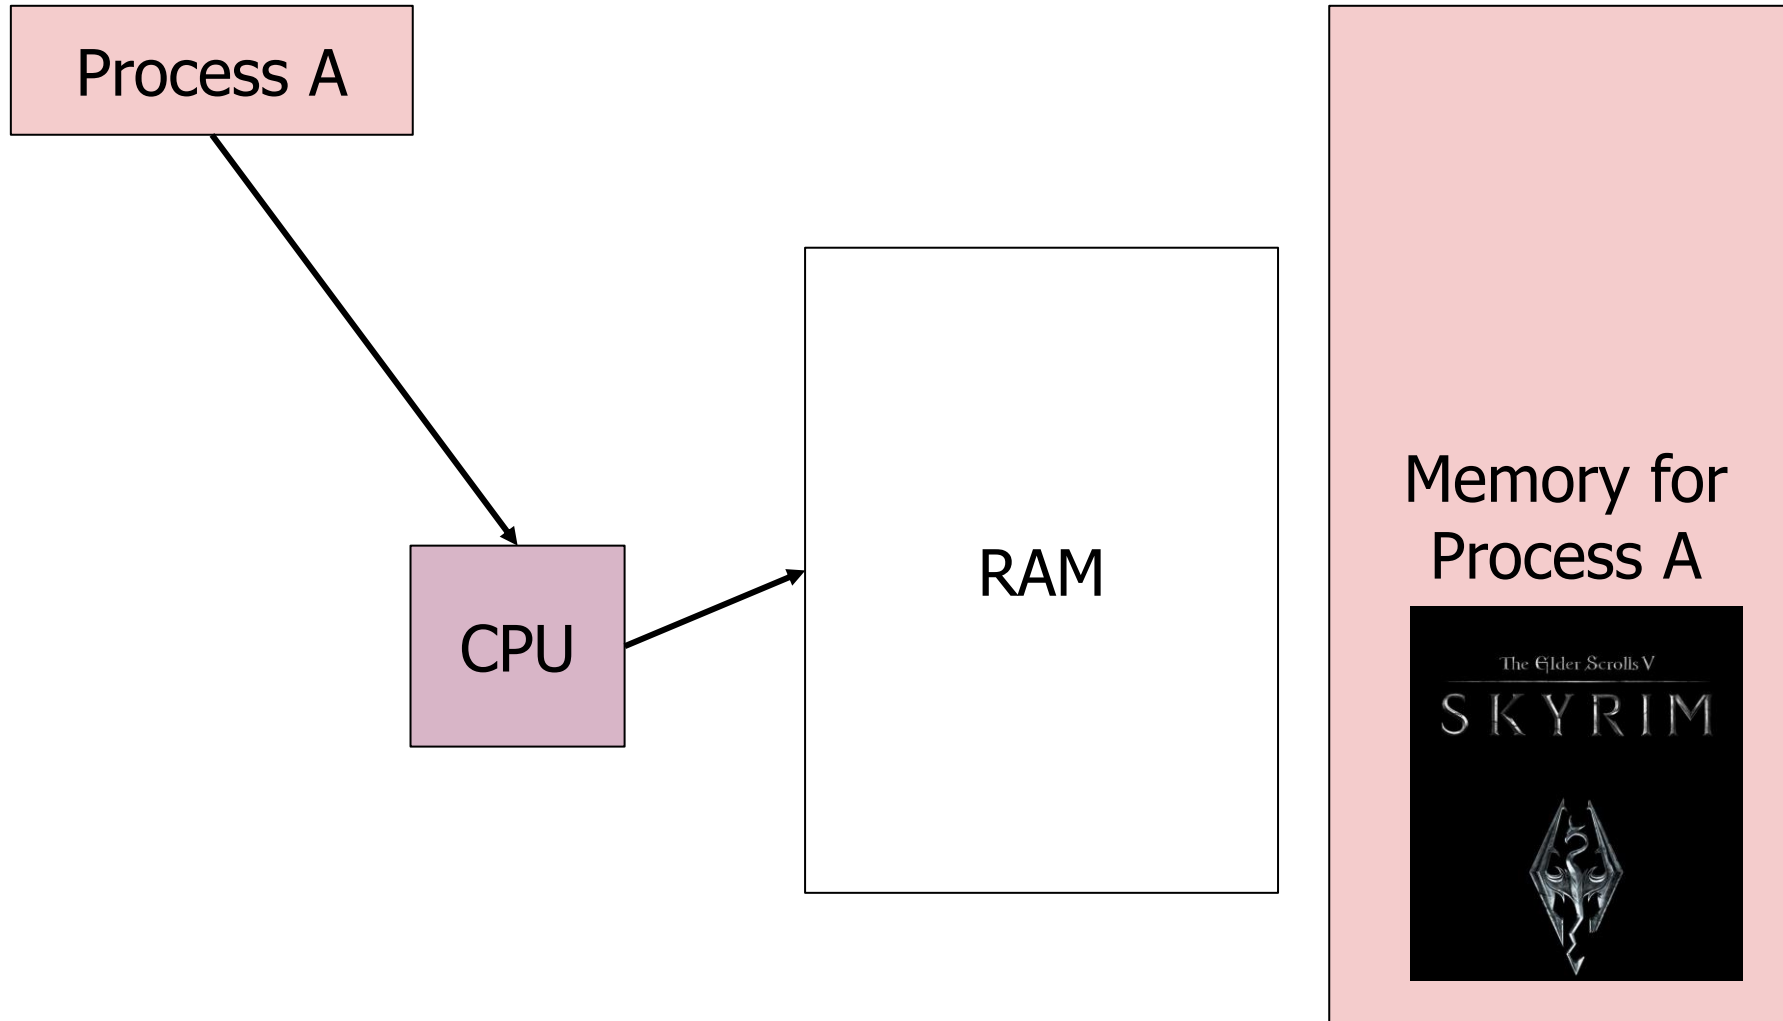 Process A
CPU
RAM
Memory for
Process A
The Elder Scrolls V
SKYRIM